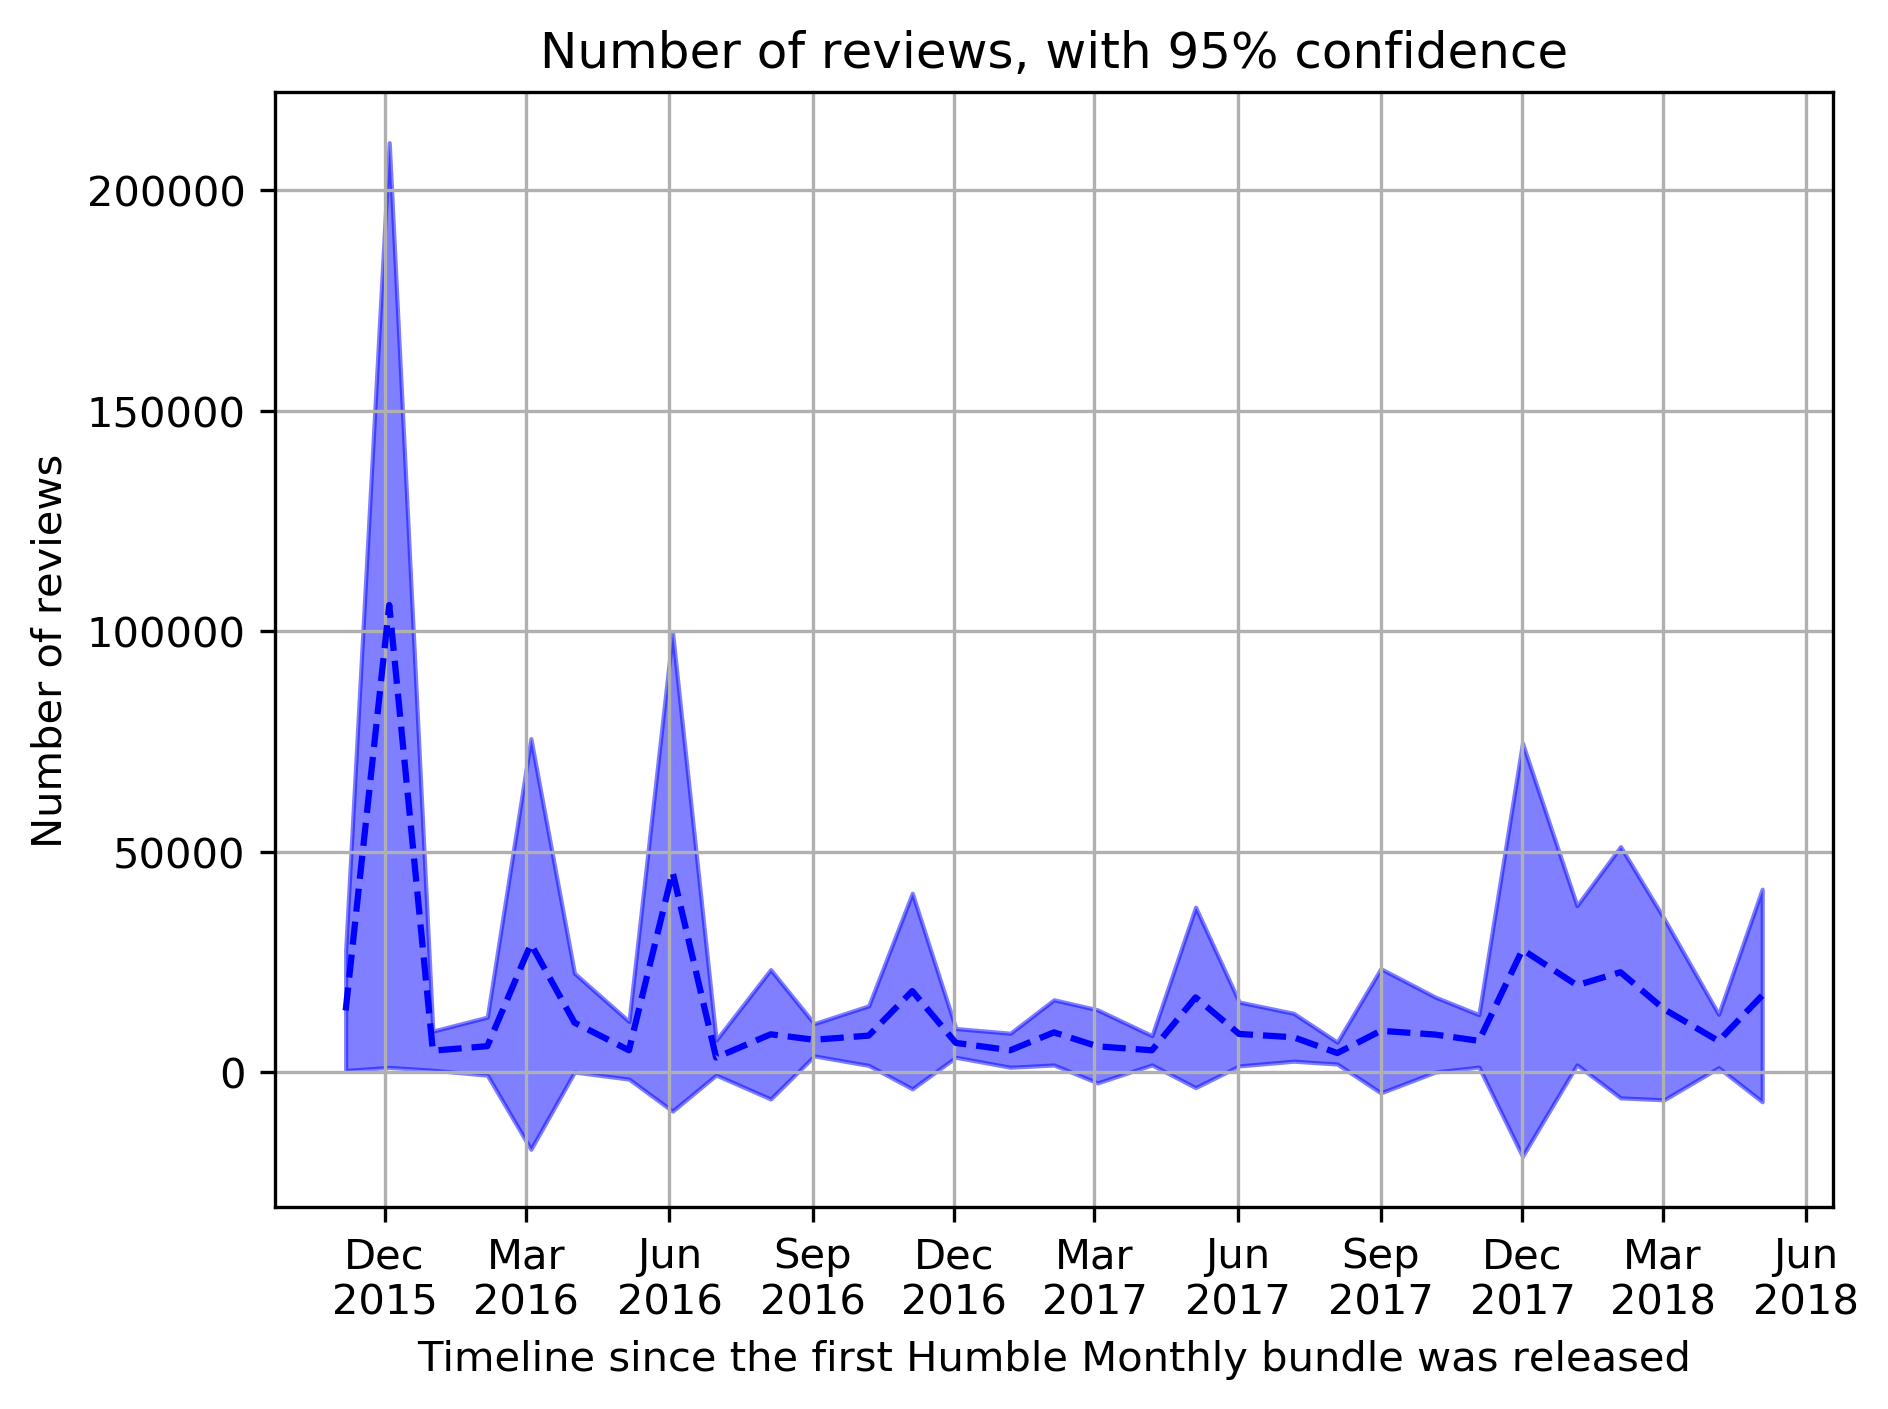 Number of reviews, with 95% confidence
Number of reviews
200000
150000
100000
50000
0
Dec Mar Jun Sep Dec Mar Jun Sep Dec Mar Jun
2015 2016 2016 2016 2016 2017 2017 2017 2017 2018 2018
Timeline since the first Humble Monthly bundle was released